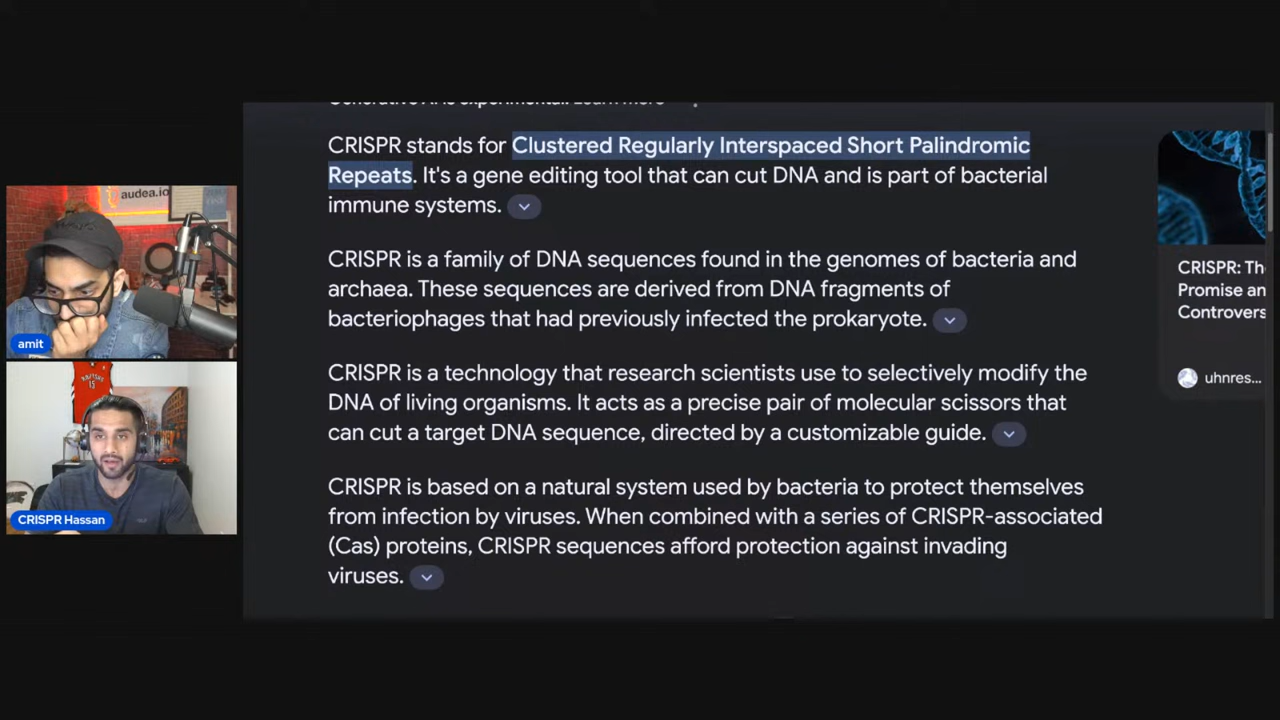 CRISPR stands for Clustered Regularly Interspaced Short Palindromic
Repeats. It's a gene editing tool that can cut DNA and is part of bacterial
immune systems.
CRISPR is a family of DNA sequences found in the genomes of bacteria and
archaea. These sequences are derived from DNA fragments of
bacteriophages that had previously infected the prokaryote.
CRISPR is a technology that research scientists use to selectively modify the
DNA of living organisms. It acts as a precise pair of molecular scissors that
can cut a target DNA sequence, directed by a customizable guide.
CRISPR is based on a natural system used by bacteria to protect themselves
from infection by viruses. When combined with a series of CRISPR-associated
(Cas) proteins, CRISPR sequences afford protection against invading
viruses.
CRISPR: The
Promise an
Controvers
uhnres...
audea.io
amit
15
CRISPR Hassan